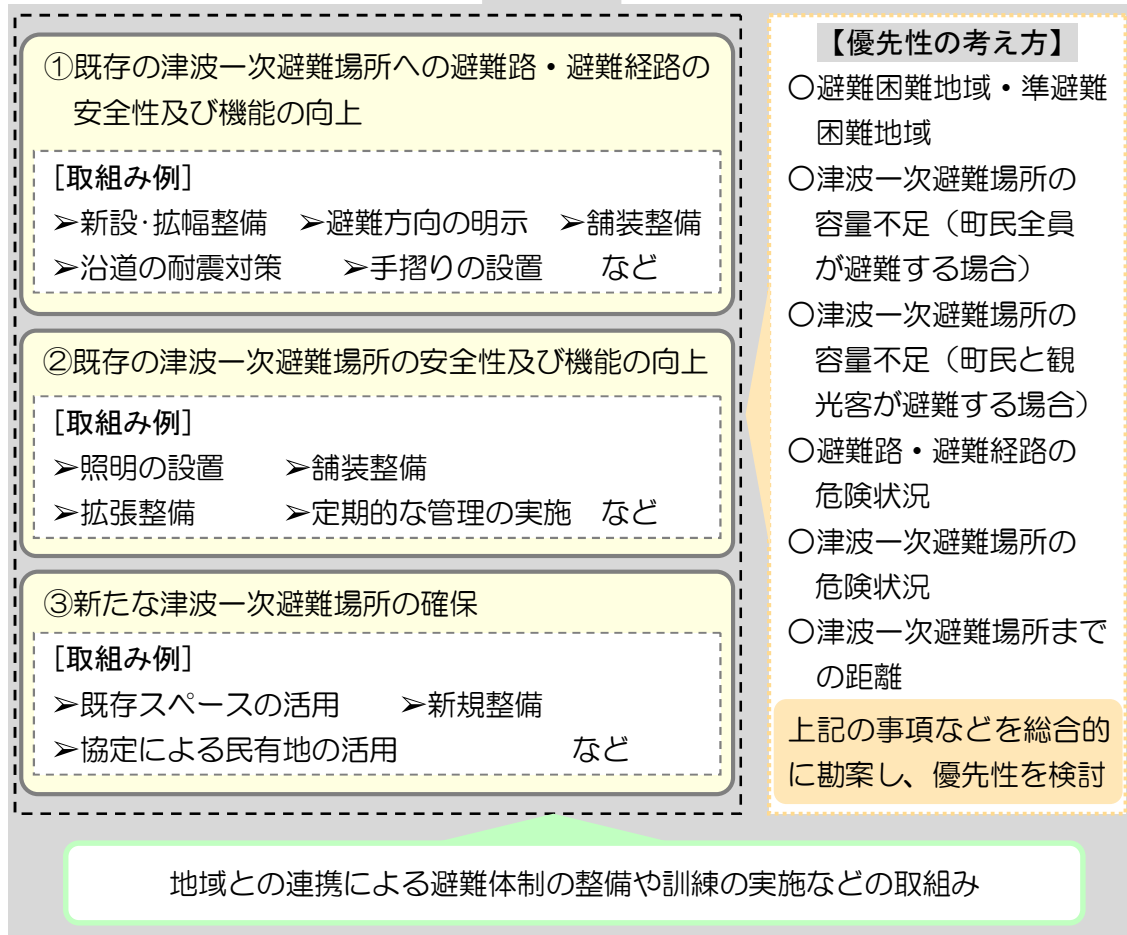 ①既存の津波一次避難場所への避難路・避難経路の
安全性及び機能の向上
［取組み例］
➢新設・拡幅整備　➢避難方向の明示　➢舗装整備
➢沿道の耐震対策　➢手摺りの設置　など
②既存の津波一次避難場所の安全性及び機能の向上
［取組み例］
➢照明の設置　➢舗装整備
➢拡張整備　➢定期的な管理の実施　など
③新たな津波一次避難場所の確保
［取組み例］
➢既存スペースの活用　➢新規整備
➢協定による民有地の活用　など
【優先性の考え方】
〇避難困難地域・準避難
困難地域
〇津波一次避難場所の
容量不足（町民全員
が避難する場合）
〇津波一次避難場所の
容量不足（町民と観
光客が避難する場合）
〇避難路・避難経路の
危険状況
〇津波一次避難場所の
危険状況
〇津波一次避難場所まで
の距離
上記の事項などを総合的
に勘案し、優先性を検討
地域との連携による避難体制の整備や訓練の実施などの取組み